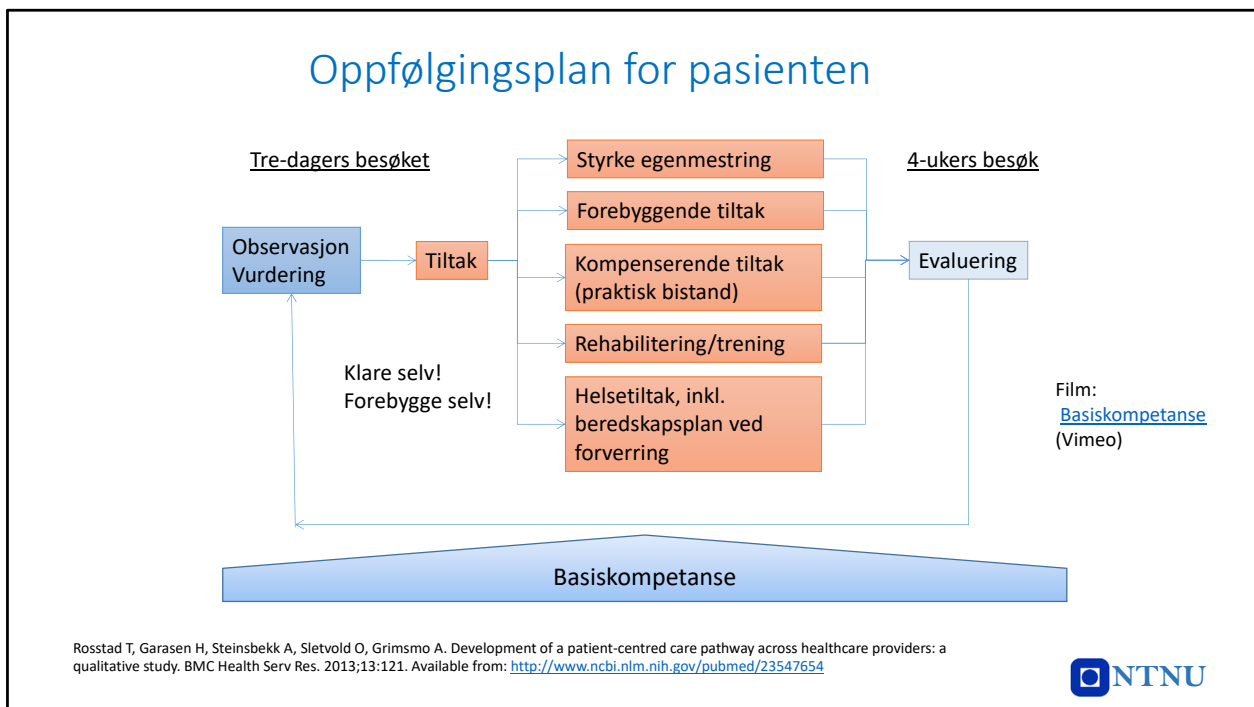 Oppfølgingsplan for pasienten
Tre-dagers besøket
4-ukers besøk
Observasjon
Vurdering
Tiltak
Styrke egenmestring
Forebyggende tiltak
Kompenserende tiltak
(praktisk bistand)
Rehabilitering/trening
Helsetiltak, inkl.
beredskapsplan ved
forverring
Evaluering
Klare selv!
Forebygge selv!
Film:
Basiskompetanse
(Vimeo)
Basiskompetanse
Rosstad T, Garasen H, Steinsbekk A, Sletvold O, Grimsmo A. Development of a patient-centred care pathway across healthcare providers: a
qualitative study. BMC Health Serv Res. 2013;13:121. Available from: http://www.ncbi.nlm.nih.gov/pubmed/23547654
NTNU